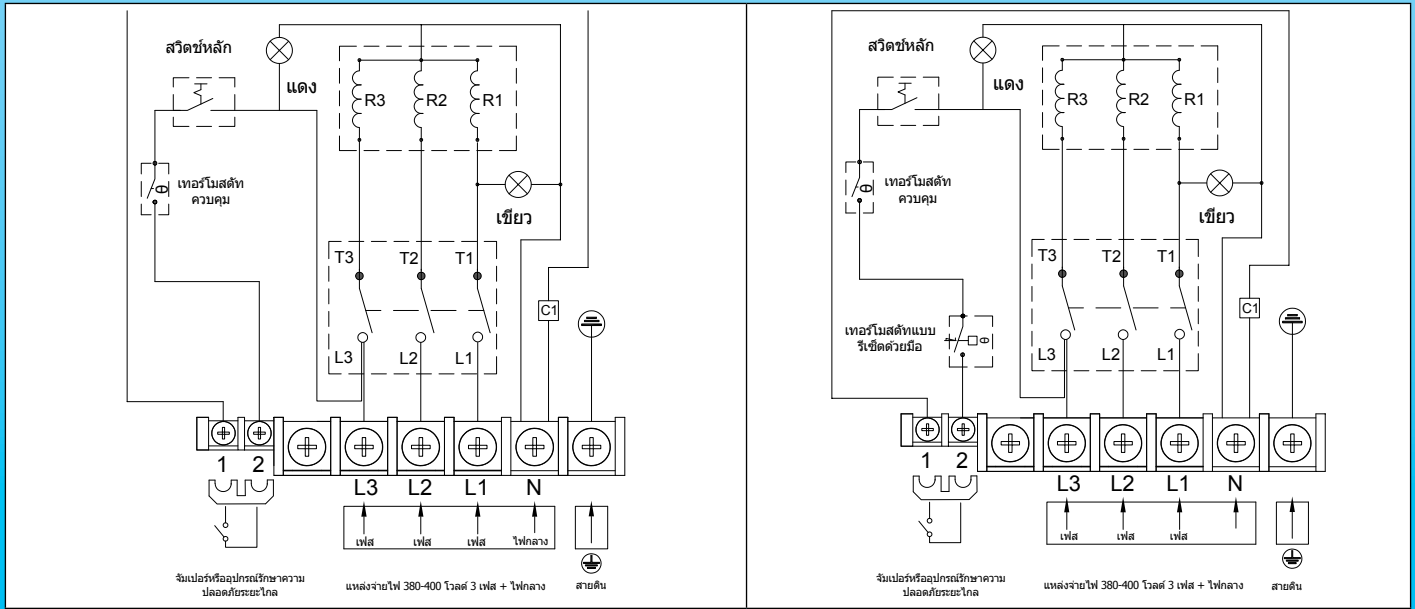 สวิตช์หลัก
แดง
R3 R2 R1
เทอร์โมสตัท
ควบคุม
θ
เขียว
T3 T2 T1
C1
L3 L2 L1
1 2
L3 L2 L1 N
เฟส เฟส เฟส ไฟกลาง
จัมเปอร์หรืออุปกรณ์รักษาความ
ปลอดภัยระยะไกล
แหล่งจ่ายไฟ 380-400 โวลต์ 3 เฟส + ไฟกลาง
สายดิน
สวิตช์หลัก
แดง
R3 R2 R1
เทอร์โมสตัท
ควบคุม
θ
เขียว
T3 T2 T1
C1
เทอร์โมสตัทแบบ
รีเซ็ตด้วยมือ
θ
L3 L2 L1
1 2
L3 L2 L1 N
เฟส เฟส เฟส
จัมเปอร์หรืออุปกรณ์รักษาความ
ปลอดภัยระยะไกล
แหล่งจ่ายไฟ 380-400 โวลต์ 3 เฟส + ไฟกลาง
สายดิน